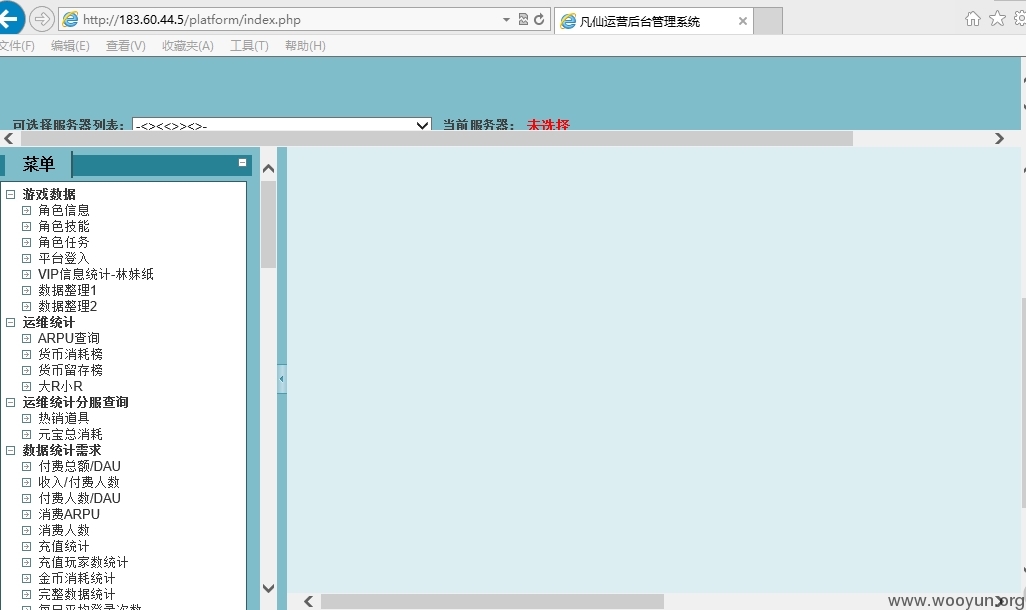 http://183.60.44.5/platform/index.php
凡仙运营后台管理系统
文件(F) 编辑(E) 查看(V) 收藏夹(A) 工具(T) 帮助(H)
可选择服务器列表: -<><<>><>- 当前服务器: 未选择
菜单
游戏数据
角色信息
角色技能
角色任务
平台登入
VIP信息统计-林妹纸
数据整理1
数据整理2
运维统计
ARPU查询
货币消耗榜
货币留存榜
大R小R
运维统计分服查询
热销道具
元宝总消耗
数据统计需求
付费总额/DAU
收入/付费人数
付费人数/DAU
消费ARPU
消费人数
充值统计
充值玩家数统计
金币消耗统计
完整数据统计
每日平均登录次数
www.wooyun.org